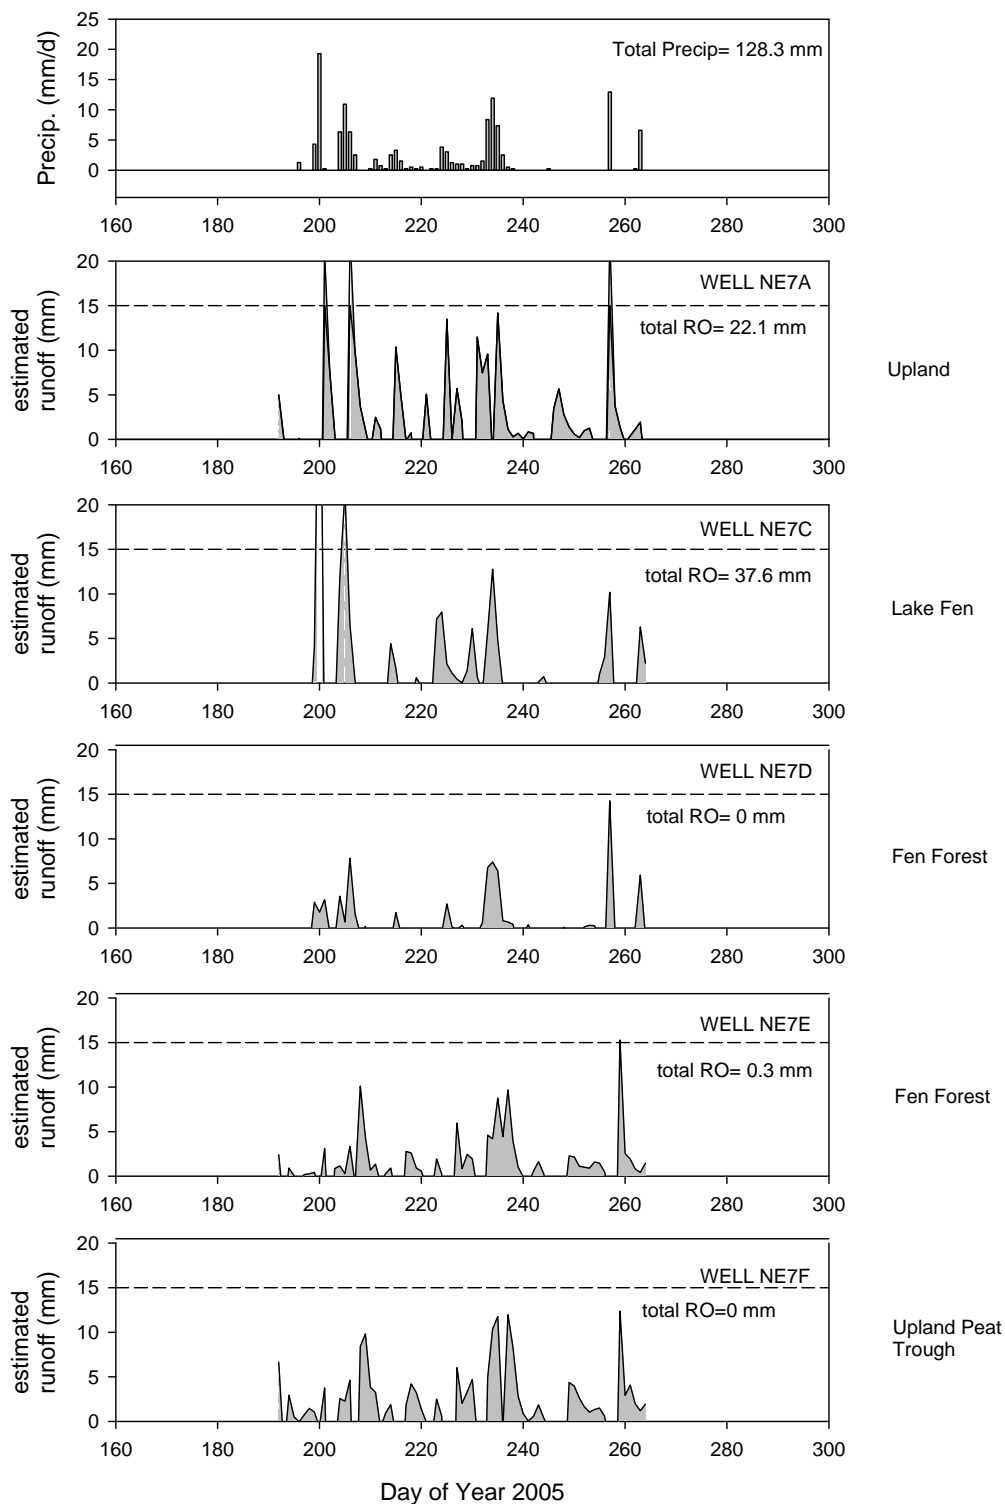 25
20
15
10
5
0
Precip. (mm/d)
Total Precip= 128.3 mm
160 180 200 220 240 260 280 300
20
15
10
5
0
estimated
runoff (mm)
WELL NE7A
total RO= 22.1 mm
Upland
160 180 200 220 240 260 280 300
20
15
10
5
0
estimated
runoff (mm)
WELL NE7C
total RO= 37.6 mm
Lake Fen
160 180 200 220 240 260 280 300
20
15
10
5
0
estimated
runoff (mm)
WELL NE7D
total RO= 0 mm
Fen Forest
160 180 200 220 240 260 280 300
20
15
10
5
0
estimated
runoff (mm)
WELL NE7E
total RO= 0.3 mm
Fen Forest
160 180 200 220 240 260 280 300
20
15
10
5
0
estimated
runoff (mm)
WELL NE7F
total RO=0 mm
Upland Peat
Trough
160 180 200 220 240 260 280 300
Day of Year 2005